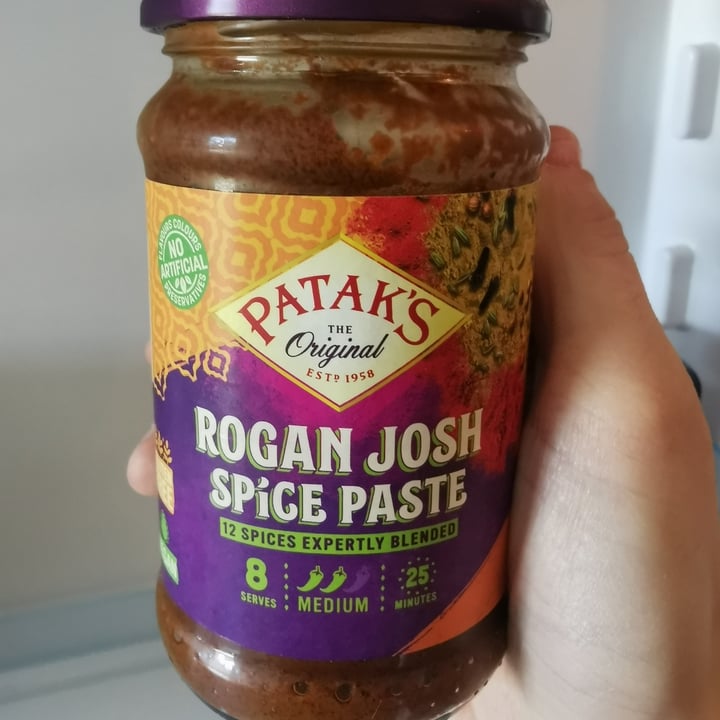 FLAVOURS COLOURS
NO
ARTIFICIAL
PRESERVATIVES
PATAK'S
THE
Original
ESTD 1958
ROGAN JOSH
SPiCE PASTE
12 SPICES EXPERTLY BLENDED
8
SERVES
MEDIUM
25
MINUTES